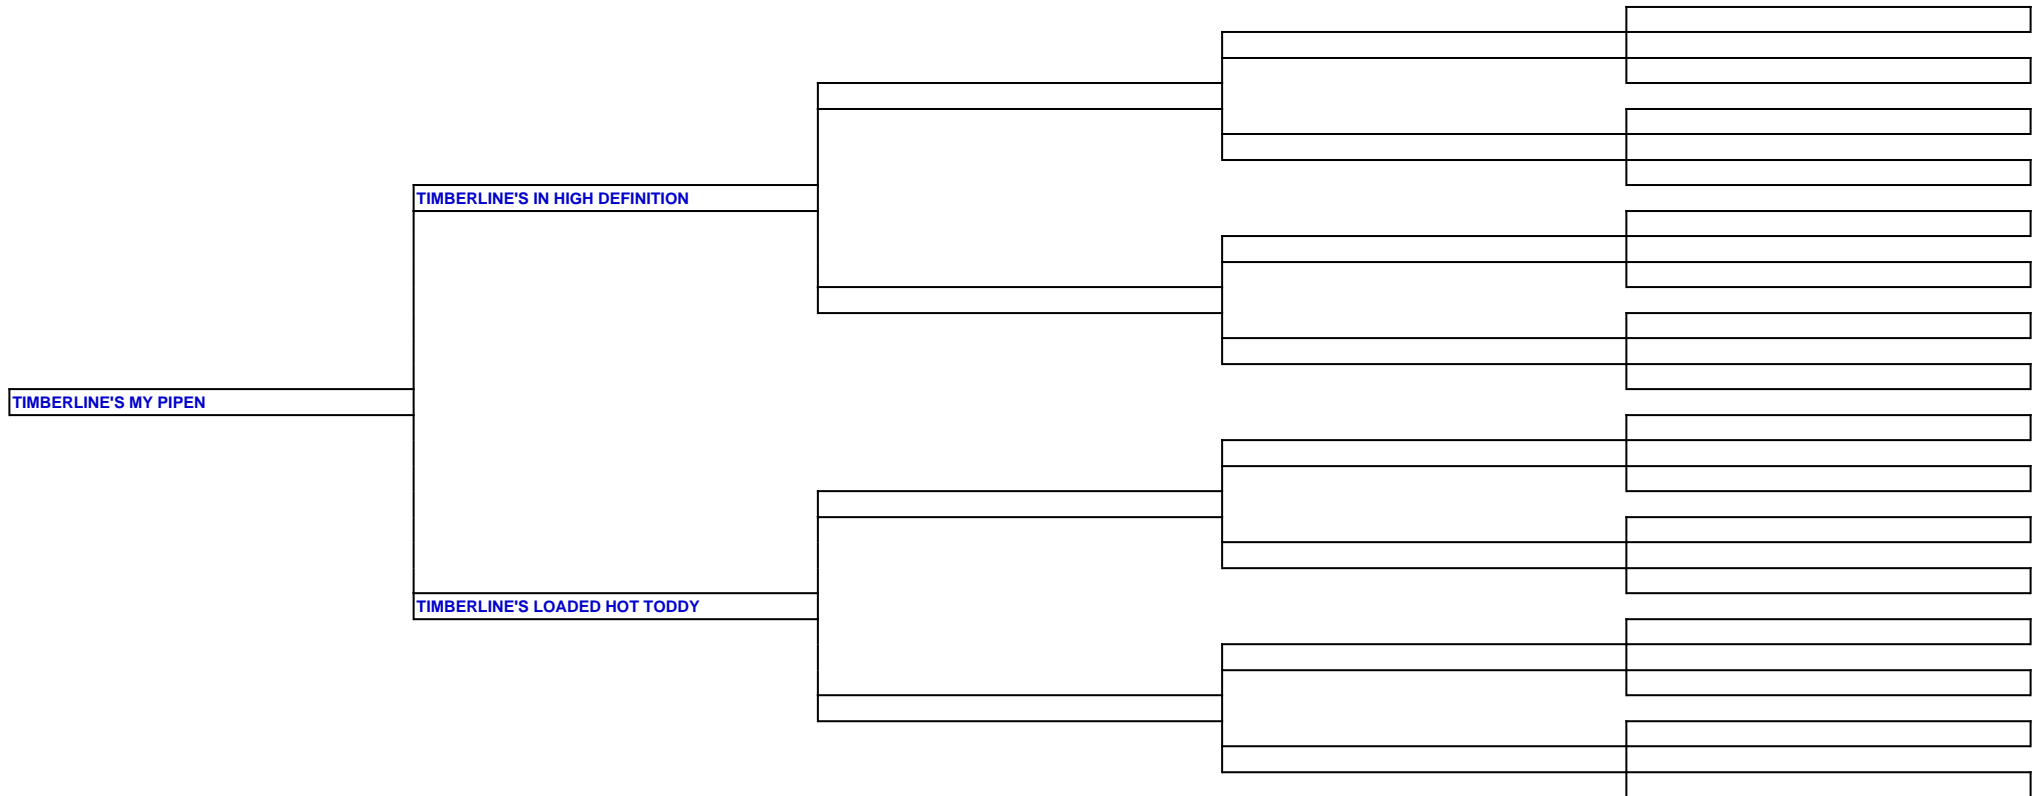 TIMBERLINE'S IN HIGH DEFINITION
TIMBERLINE'S MY PIPEN
TIMBERLINE'S LOADED HOT TODDY